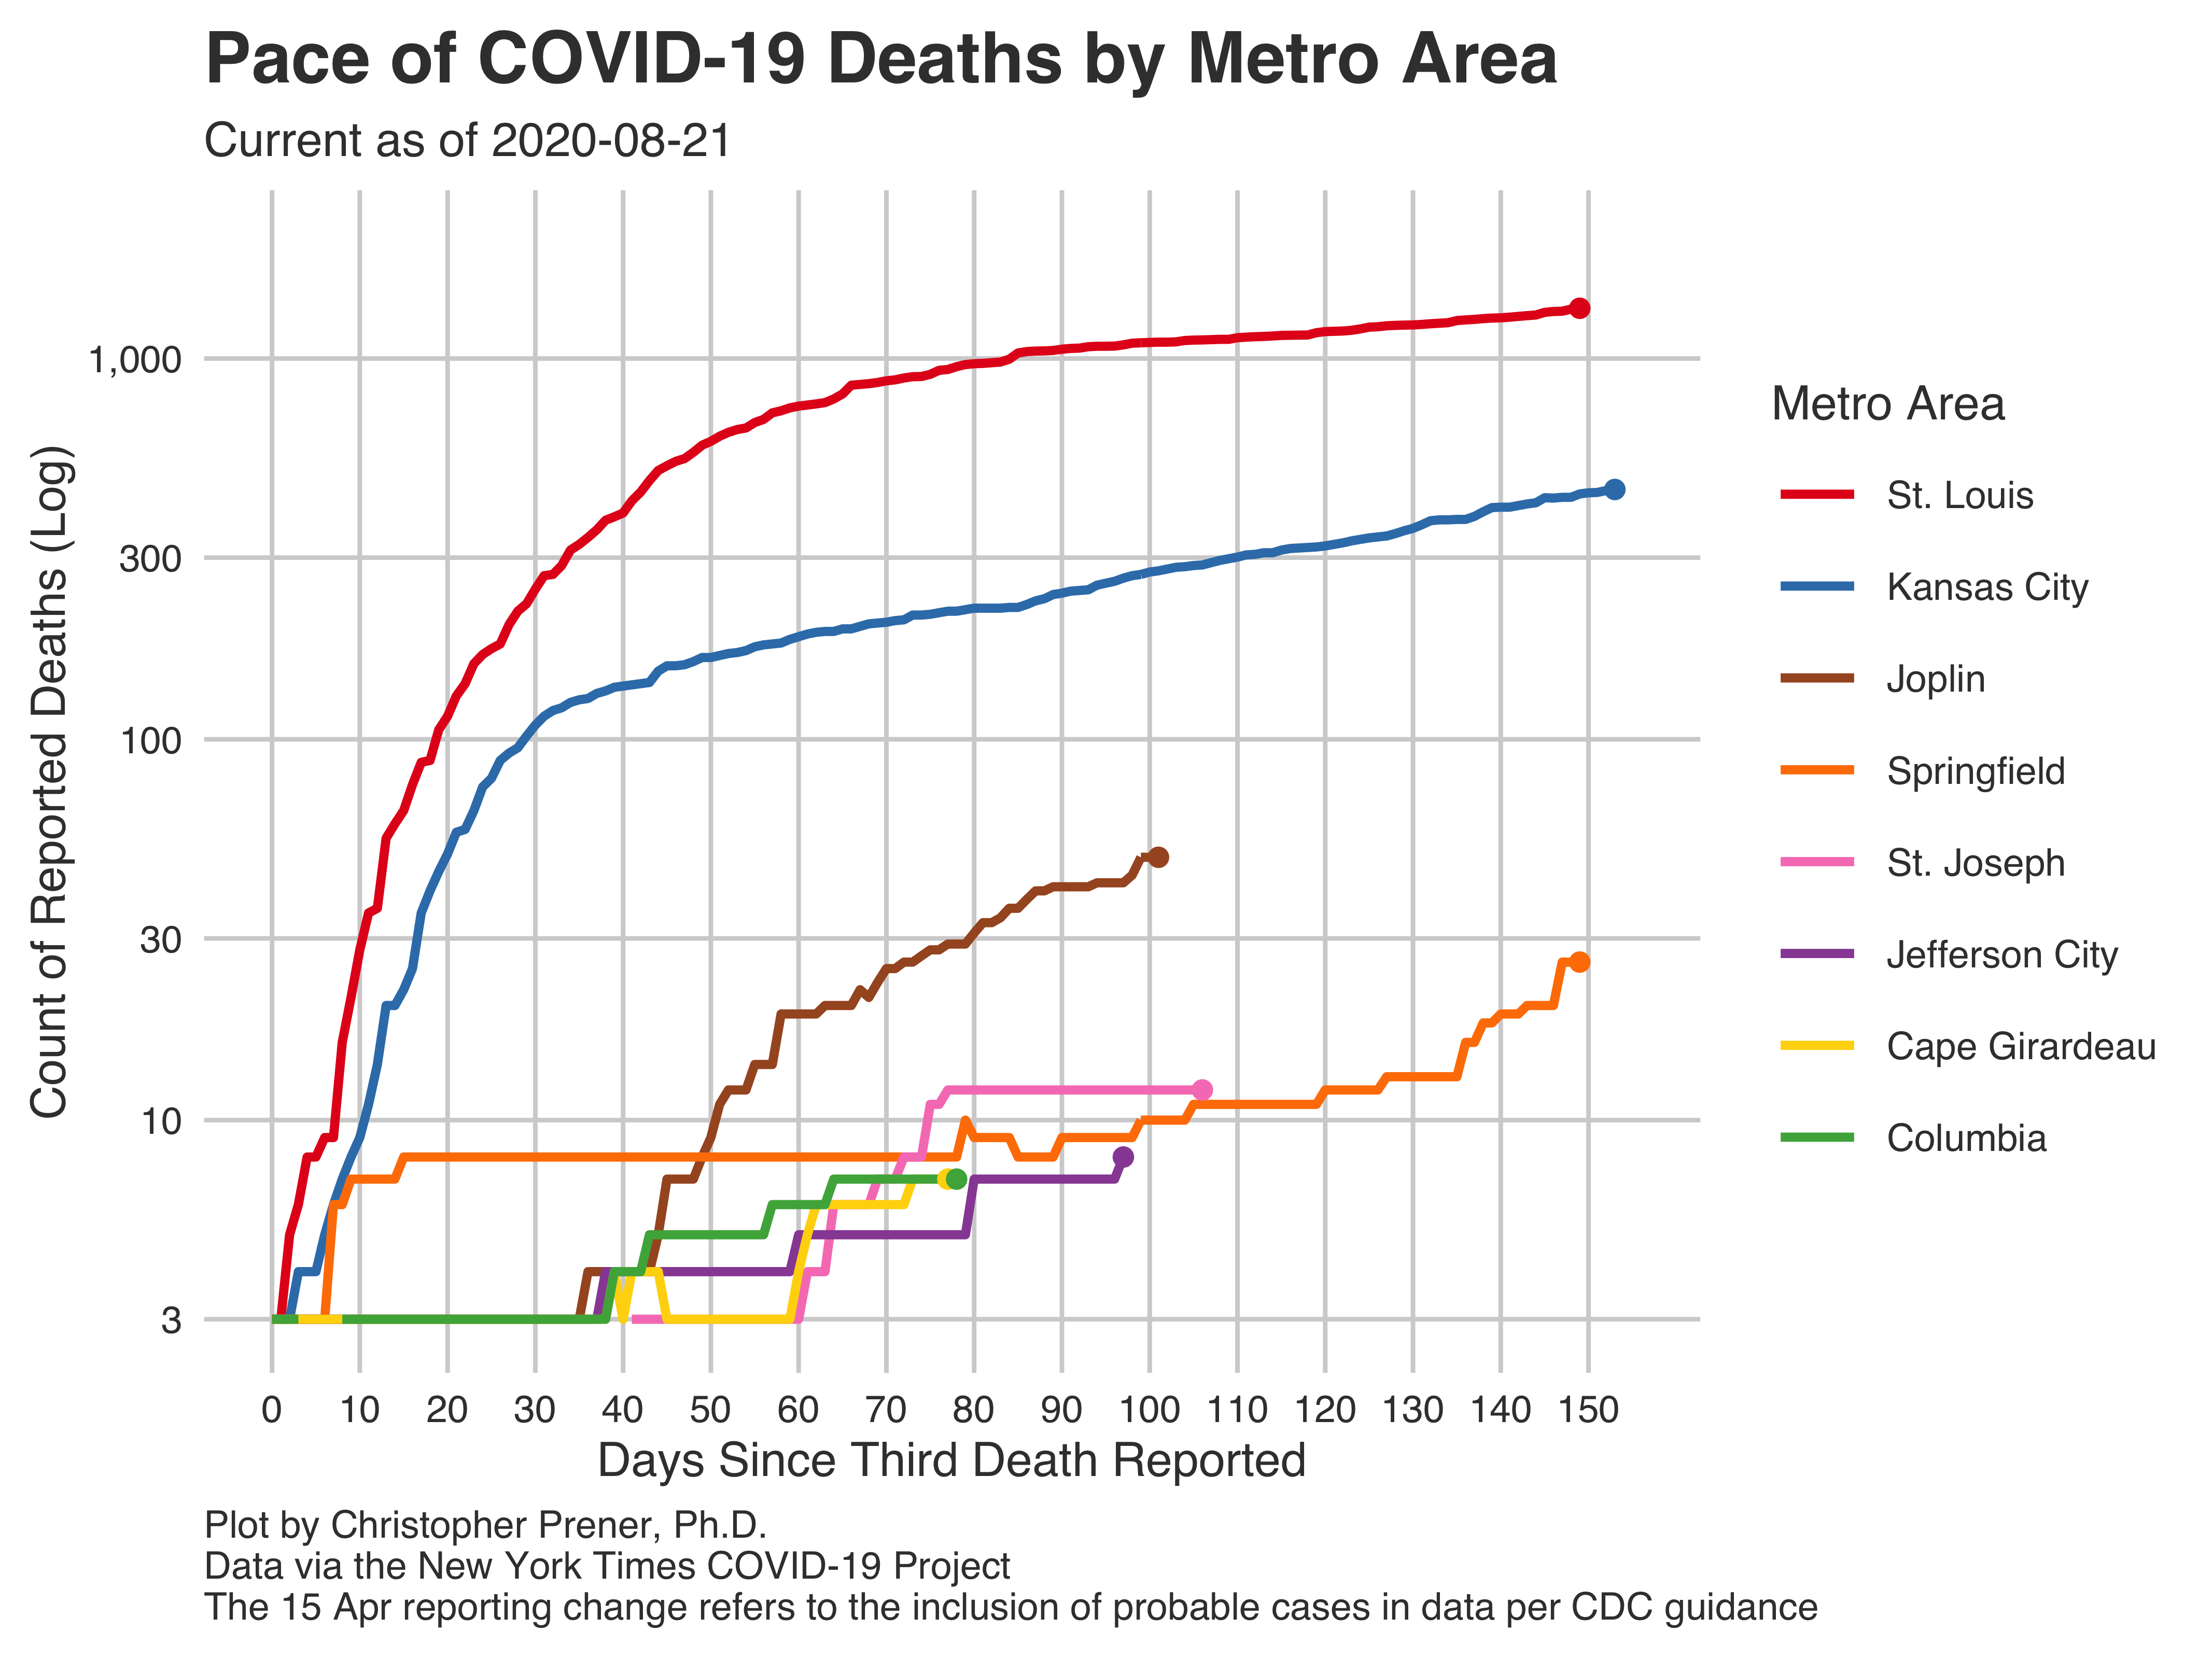 Pace of COVID-19 Deaths by Metro Area
Current as of 2020-08-21
Count of Reported Deaths (Log)
1,000
300
100
30
10
3
0 10 20 30 40 50 60 70 80 90 100 110 120 130 140 150
Days Since Third Death Reported
Metro Area
St. Louis
Kansas City
Joplin
Springfield
St. Joseph
Jefferson City
Cape Girardeau
Columbia
Plot by Christopher Prener, Ph.D.
Data via the New York Times COVID-19 Project
The 15 Apr reporting change refers to the inclusion of probable cases in data per CDC guidance